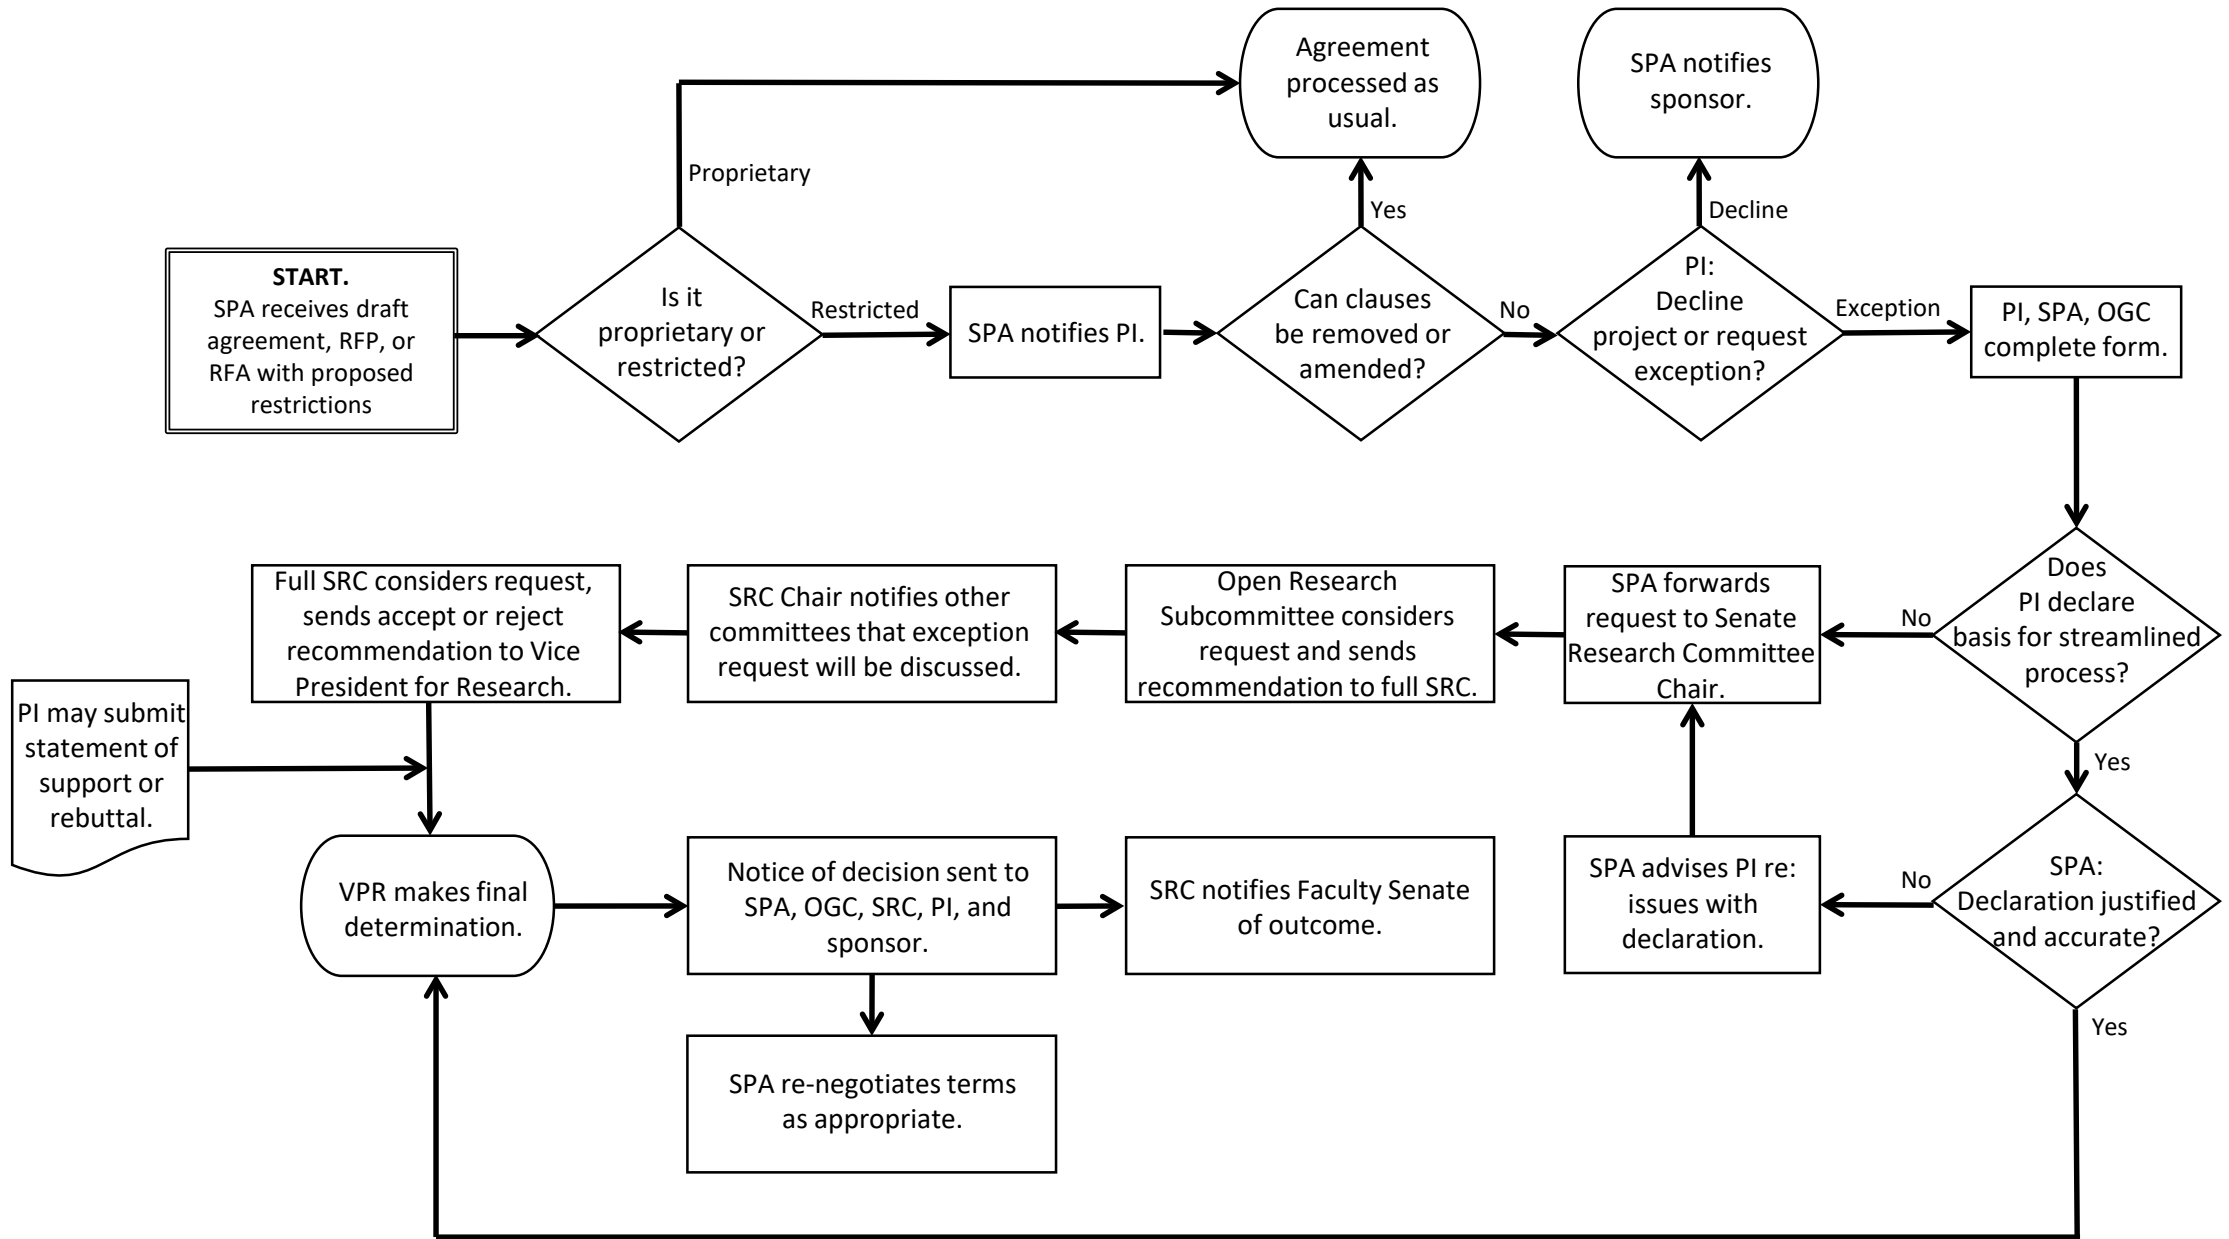 Agreement
processed as
usual.
SPA notifies
sponsor.
Proprietary
Yes
Decline
START.
SPA receives draft
agreement, RFP, or
RFA with proposed
restrictions
Is it
proprietary or
restricted?
Restricted
SPA notifies PI.
Can clauses
be removed or
amended?
No
PI:
Decline
project or request
exception?
Exception
PI, SPA, OGC
complete form.
Does
PI declare
basis for streamlined
process?
No
SPA forwards
request to Senate
Research Committee
Chair.
Open Research
Subcommittee considers
request and sends
recommendation to full SRC.
SRC Chair notifies other
committees that exception
request will be discussed.
Full SRC considers request,
sends accept or reject
recommendation to Vice
President for Research.
PI may submit
statement of
support or
rebuttal.
Yes
SPA:
Declaration justified
and accurate?
No
SPA advises PI re:
issues with
declaration.
VPR makes final
determination.
Notice of decision sent to
SPA, OGC, SRC, PI, and
sponsor.
SRC notifies Faculty Senate
of outcome.
Yes
SPA re-negotiates terms
as appropriate.